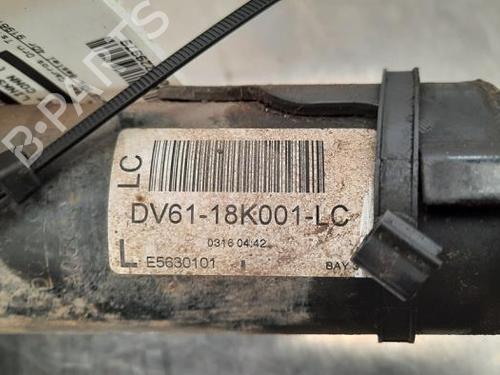 B-PARTS
LC
DV61-18K001-LC
0316 04.42
L E5630101
BAY